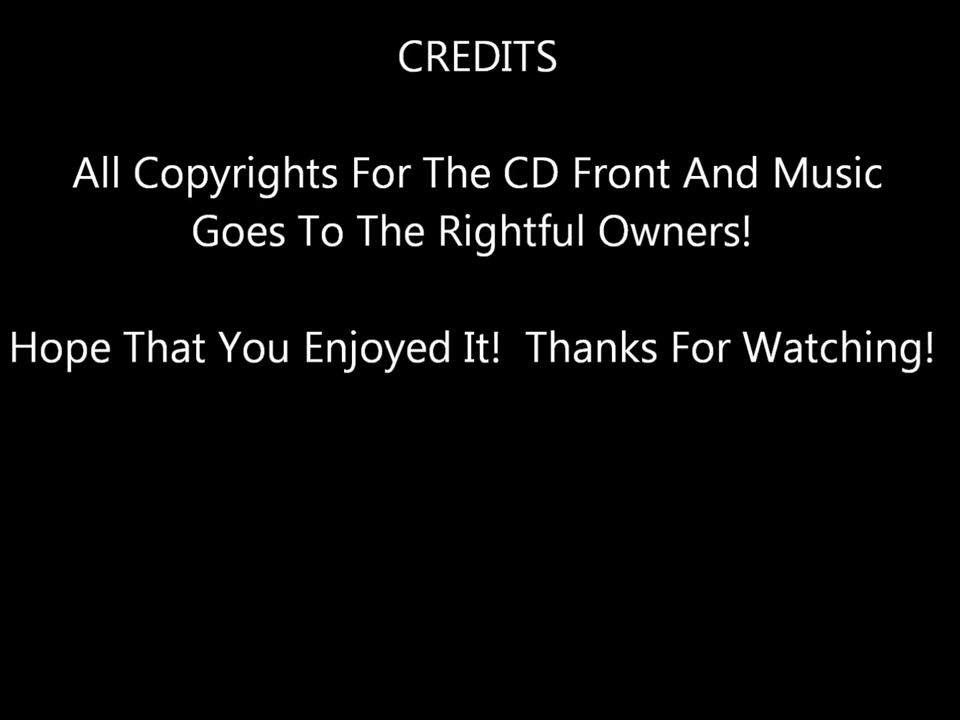 CREDITS
All Copyrights For The CD Front And Music
Goes To The Rightful Owners!
Hope That You Enjoyed It!  Thanks For Watching!